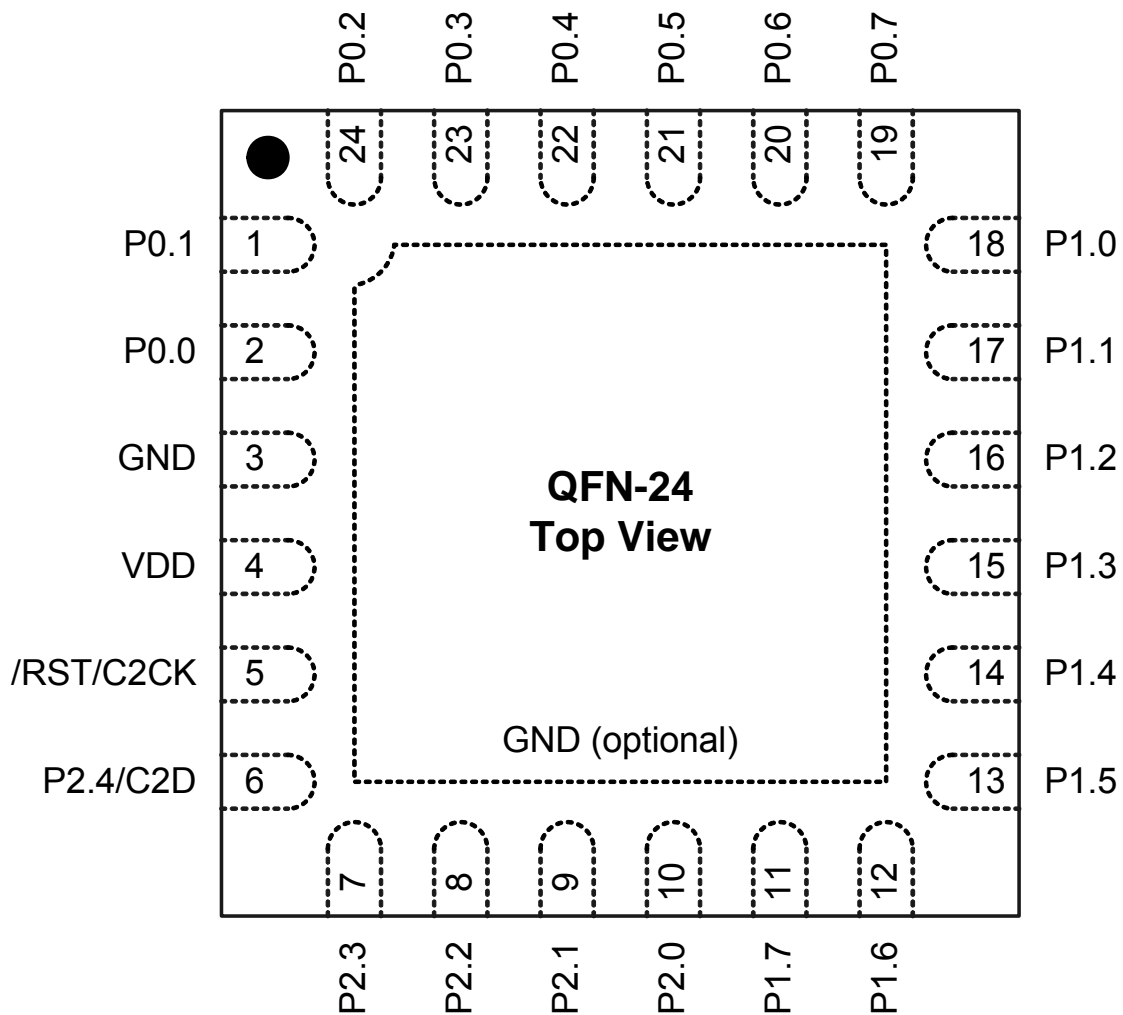 P0.2
P0.3
P0.4
P0.5
P0.6
P0.7
24
23
22
21
20
19
P0.1 1
18 P1.0
P0.0 2
17 P1.1
GND 3
16 P1.2
QFN-24
Top View
VDD 4
15 P1.3
/RST/C2CK 5
14 P1.4
GND (optional)
P2.4/C2D 6
13 P1.5
7
8
9
10
11
12
P2.3
P2.2
P2.1
P2.0
P1.7
P1.6